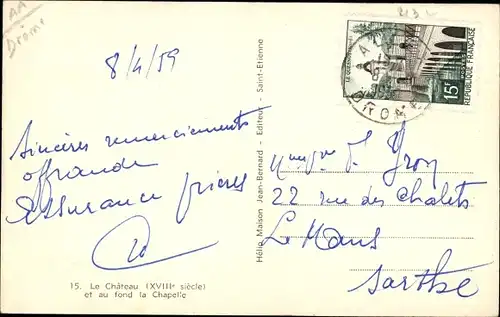 AA
Drôme
8/4/59
Sincères remerciements
offrande
Assurance prières
15. Le Château (XVIIIᵉ siècle)
et au fond la Chapelle
Hélio Maison Jean-Bernard - Editeur - Saint-Etienne
15F
REPUBLIQUE FRANÇAISE
DROME
22 rue des Chalets
Le Mans
Sarthe